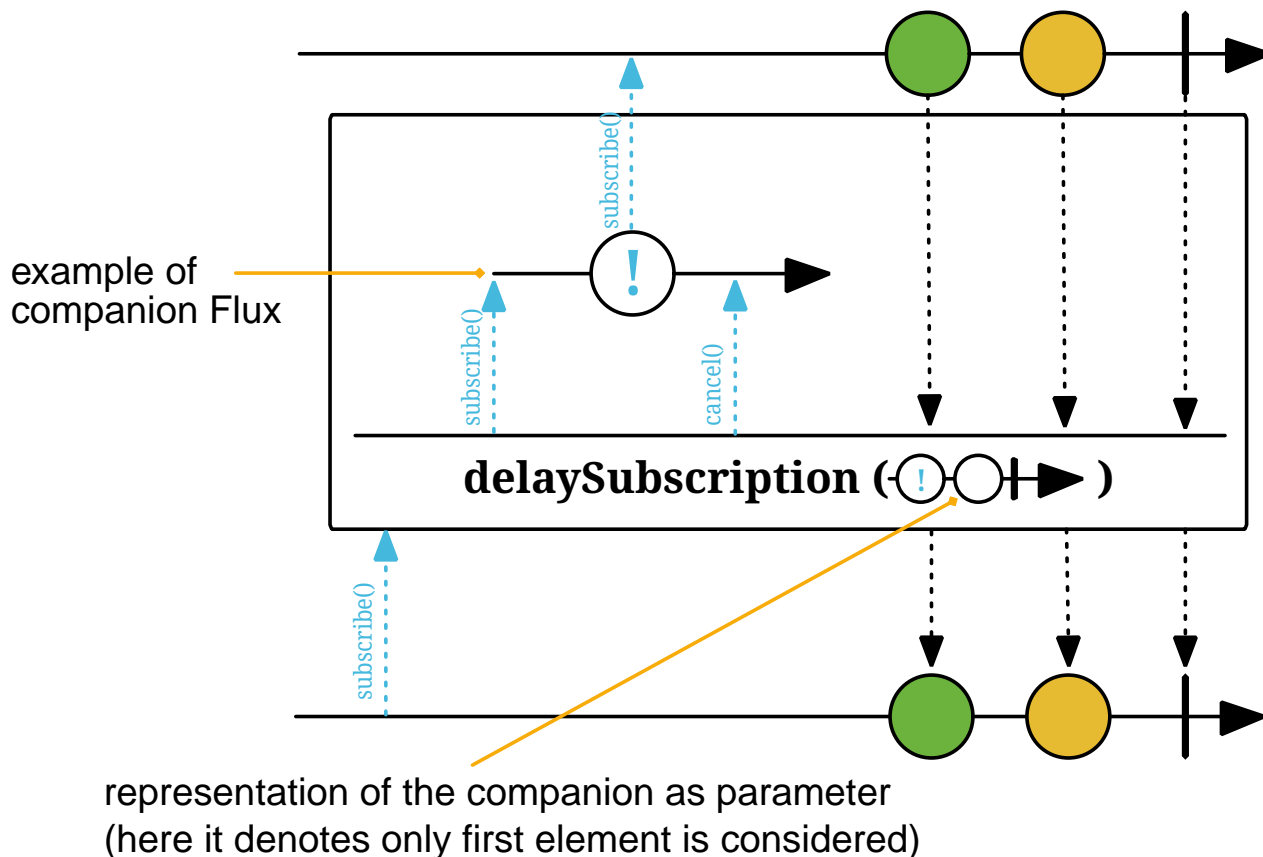 subscribe()
!
example of
companion Flux
subscribe()
cancel()
delaySubscription ( ! )
subscribe()
representation of the companion as parameter
(here it denotes only first element is considered)